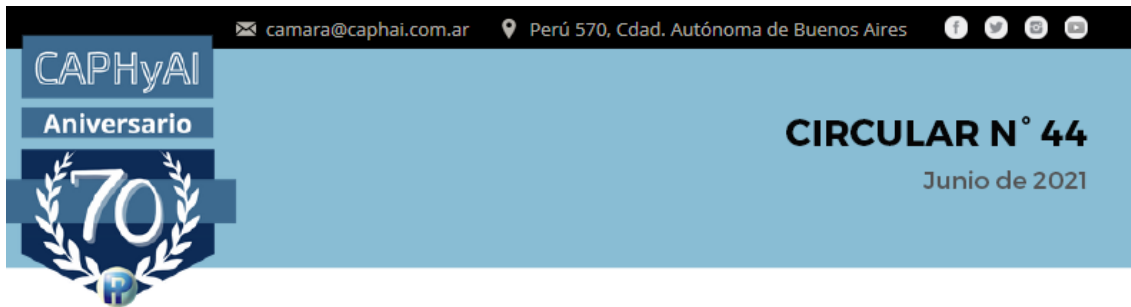 camara@caphai.com.ar Perú 570, Cdad. Autónoma de Buenos Aires
CAPHyAI
Aniversario
70
CIRCULAR N° 44
Junio de 2021